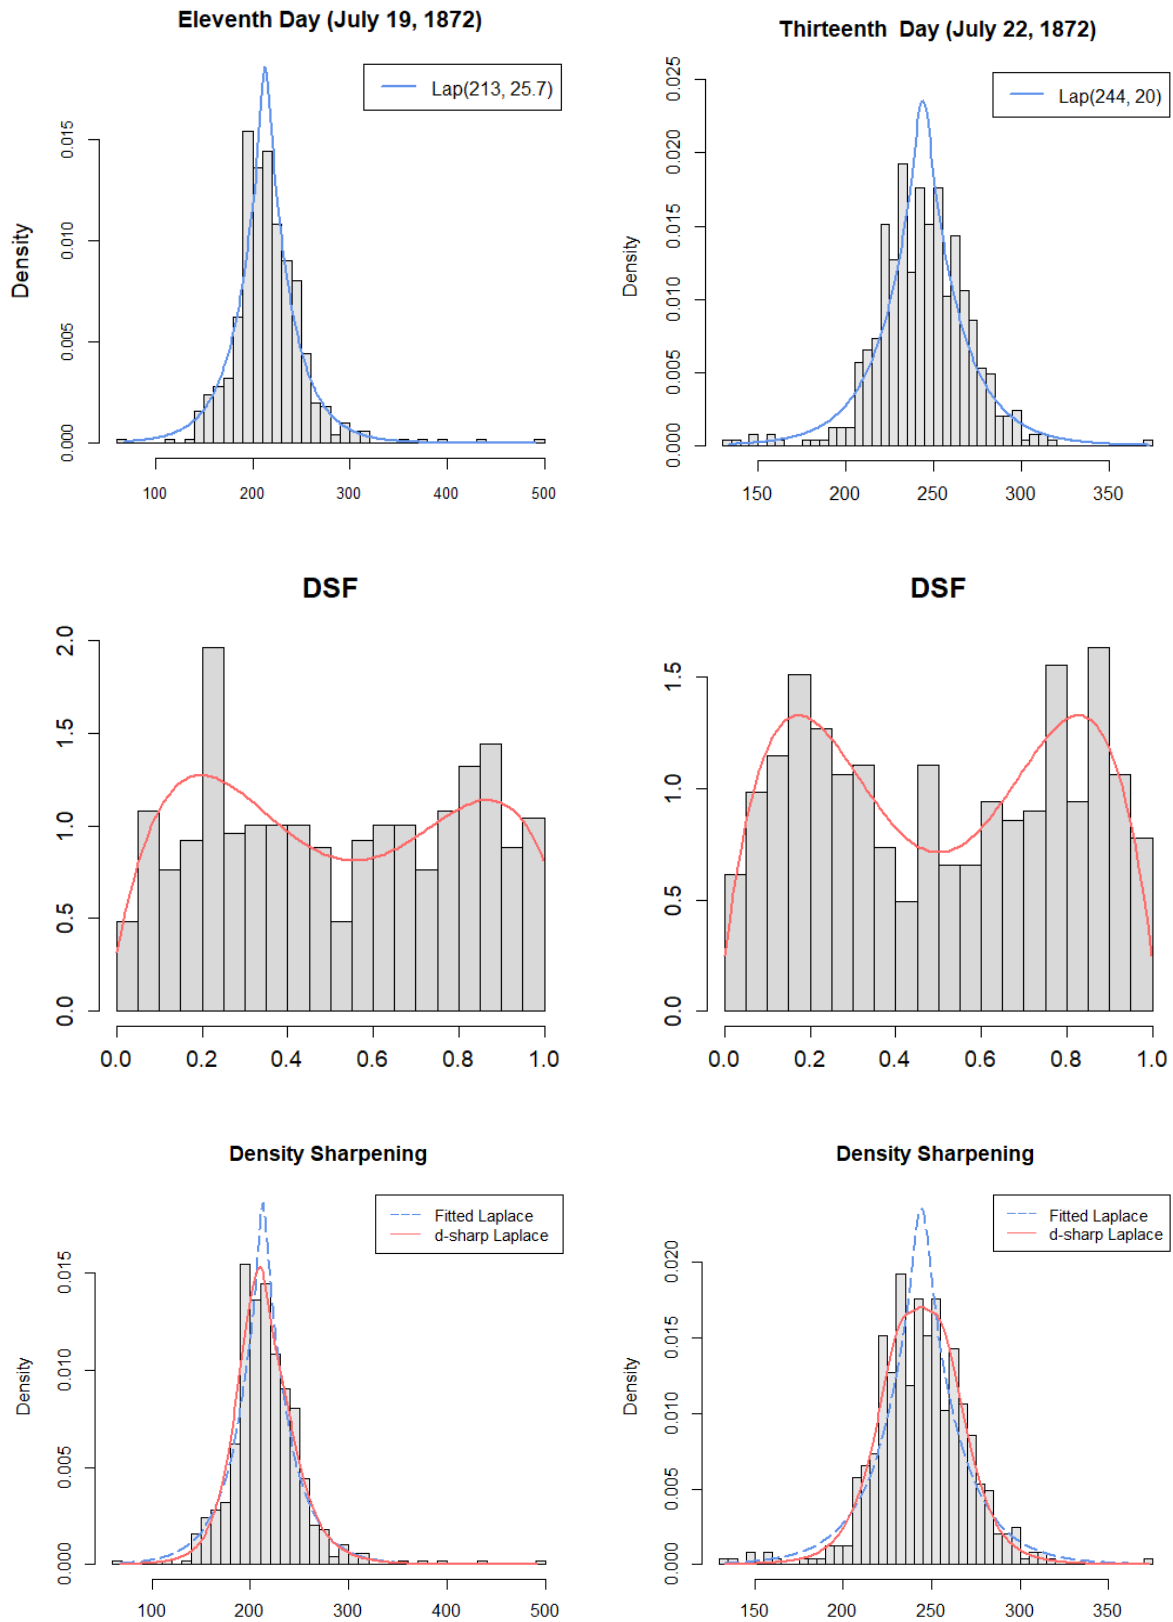 Eleventh Day (July 19, 1872)
Lap(213, 25.7)
Density
0.015
0.010
0.005
0.000
100 200 300 400 500
Thirteenth Day (July 22, 1872)
Lap(244, 20)
Density
0.025
0.020
0.015
0.010
0.005
0.000
150 200 250 300 350
DSF
2.0
1.5
1.0
0.5
0.0
0.0 0.2 0.4 0.6 0.8 1.0
DSF
1.5
1.0
0.5
0.0
0.0 0.2 0.4 0.6 0.8 1.0
Density Sharpening
Fitted Laplace
d-sharp Laplace
Density
0.015
0.010
0.005
0.000
100 200 300 400 500
Density Sharpening
Fitted Laplace
d-sharp Laplace
Density
0.020
0.015
0.010
0.005
0.000
150 200 250 300 350